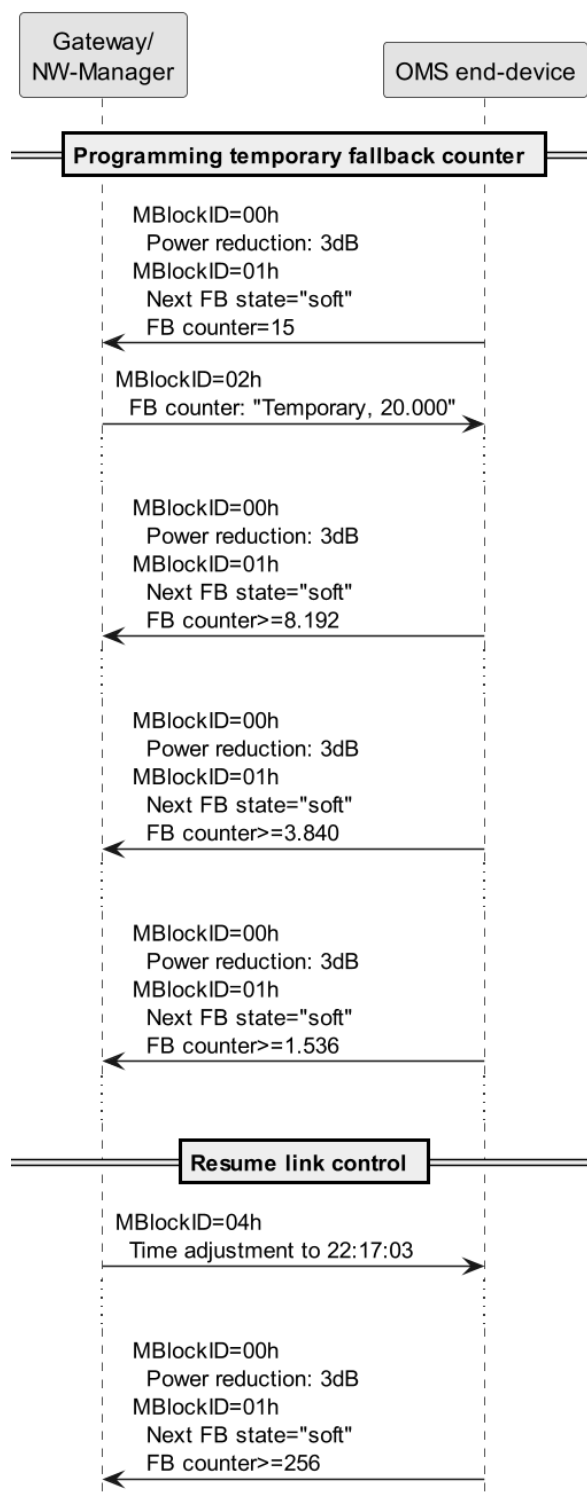 Gateway/
NW-Manager
OMS end-device
Programming temporary fallback counter
MBlockID=00h
Power reduction: 3dB
MBlockID=01h
Next FB state="soft"
FB counter=15
MBlockID=02h
FB counter: "Temporary, 20.000"
MBlockID=00h
Power reduction: 3dB
MBlockID=01h
Next FB state="soft"
FB counter>=8.192
MBlockID=00h
Power reduction: 3dB
MBlockID=01h
Next FB state="soft"
FB counter>=3.840
MBlockID=00h
Power reduction: 3dB
MBlockID=01h
Next FB state="soft"
FB counter>=1.536
Resume link control
MBlockID=04h
Time adjustment to 22:17:03
MBlockID=00h
Power reduction: 3dB
MBlockID=01h
Next FB state="soft"
FB counter>=256